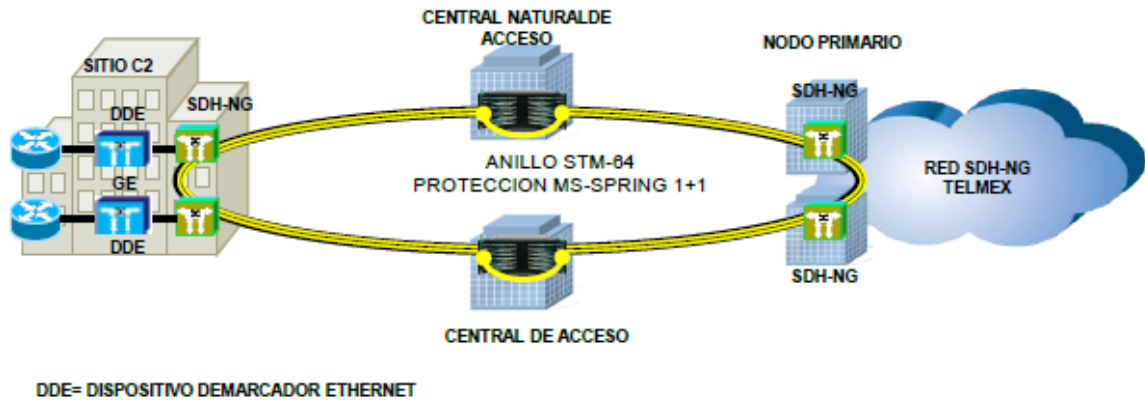 CENTRAL NATURALDE
ACCESO
NODO PRIMARIO
SITIO C2
DDE
SDH-NG
SDH-NG
GE
DDE
ANILLO STM-64
PROTECCION MS-SPRING 1+1
RED SDH-NG
TELMEX
SDH-NG
CENTRAL DE ACCESO
DDE= DISPOSITIVO DEMARCADOR ETHERNET